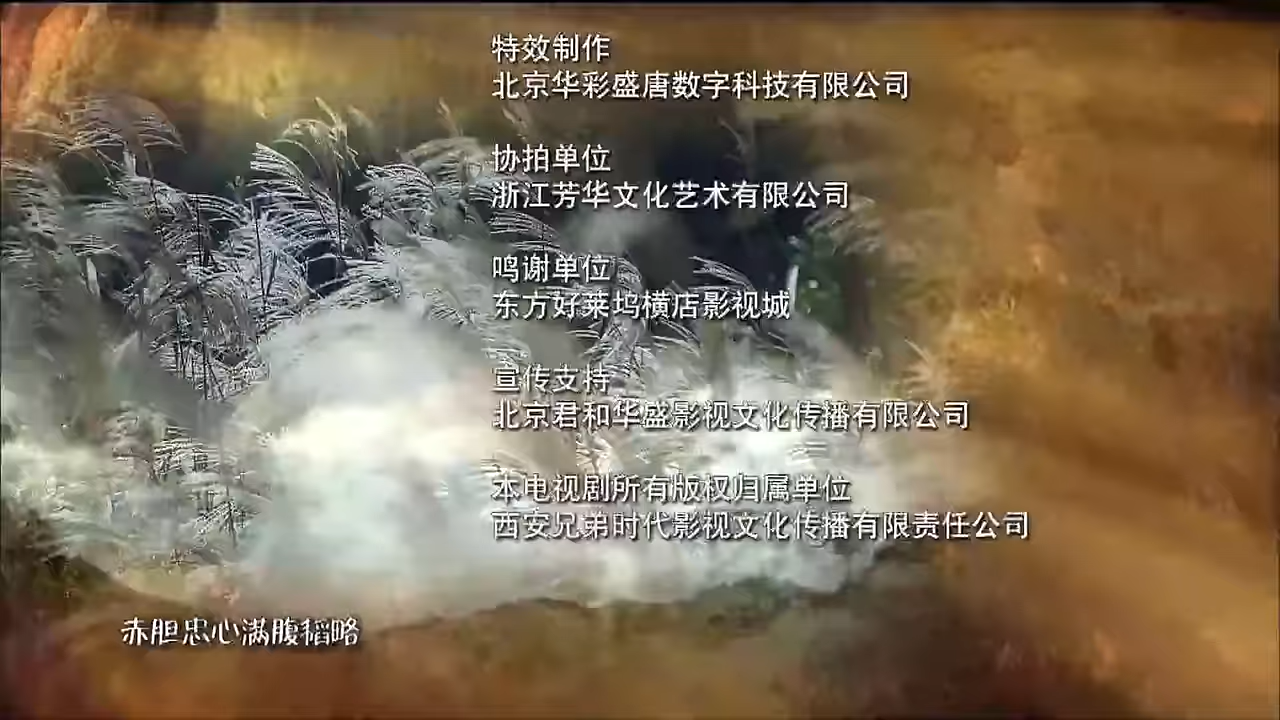 特效制作
北京华彩盛唐数字科技有限公司
协拍单位
浙江芳华文化艺术有限公司
鸣谢单位
东方好莱坞横店影视城
宣传支持
北京君和华盛影视文化传播有限公司
本电视剧所有版权归属单位
西安兄弟时代影视文化传播有限责任公司
赤胆忠心满腹韬略